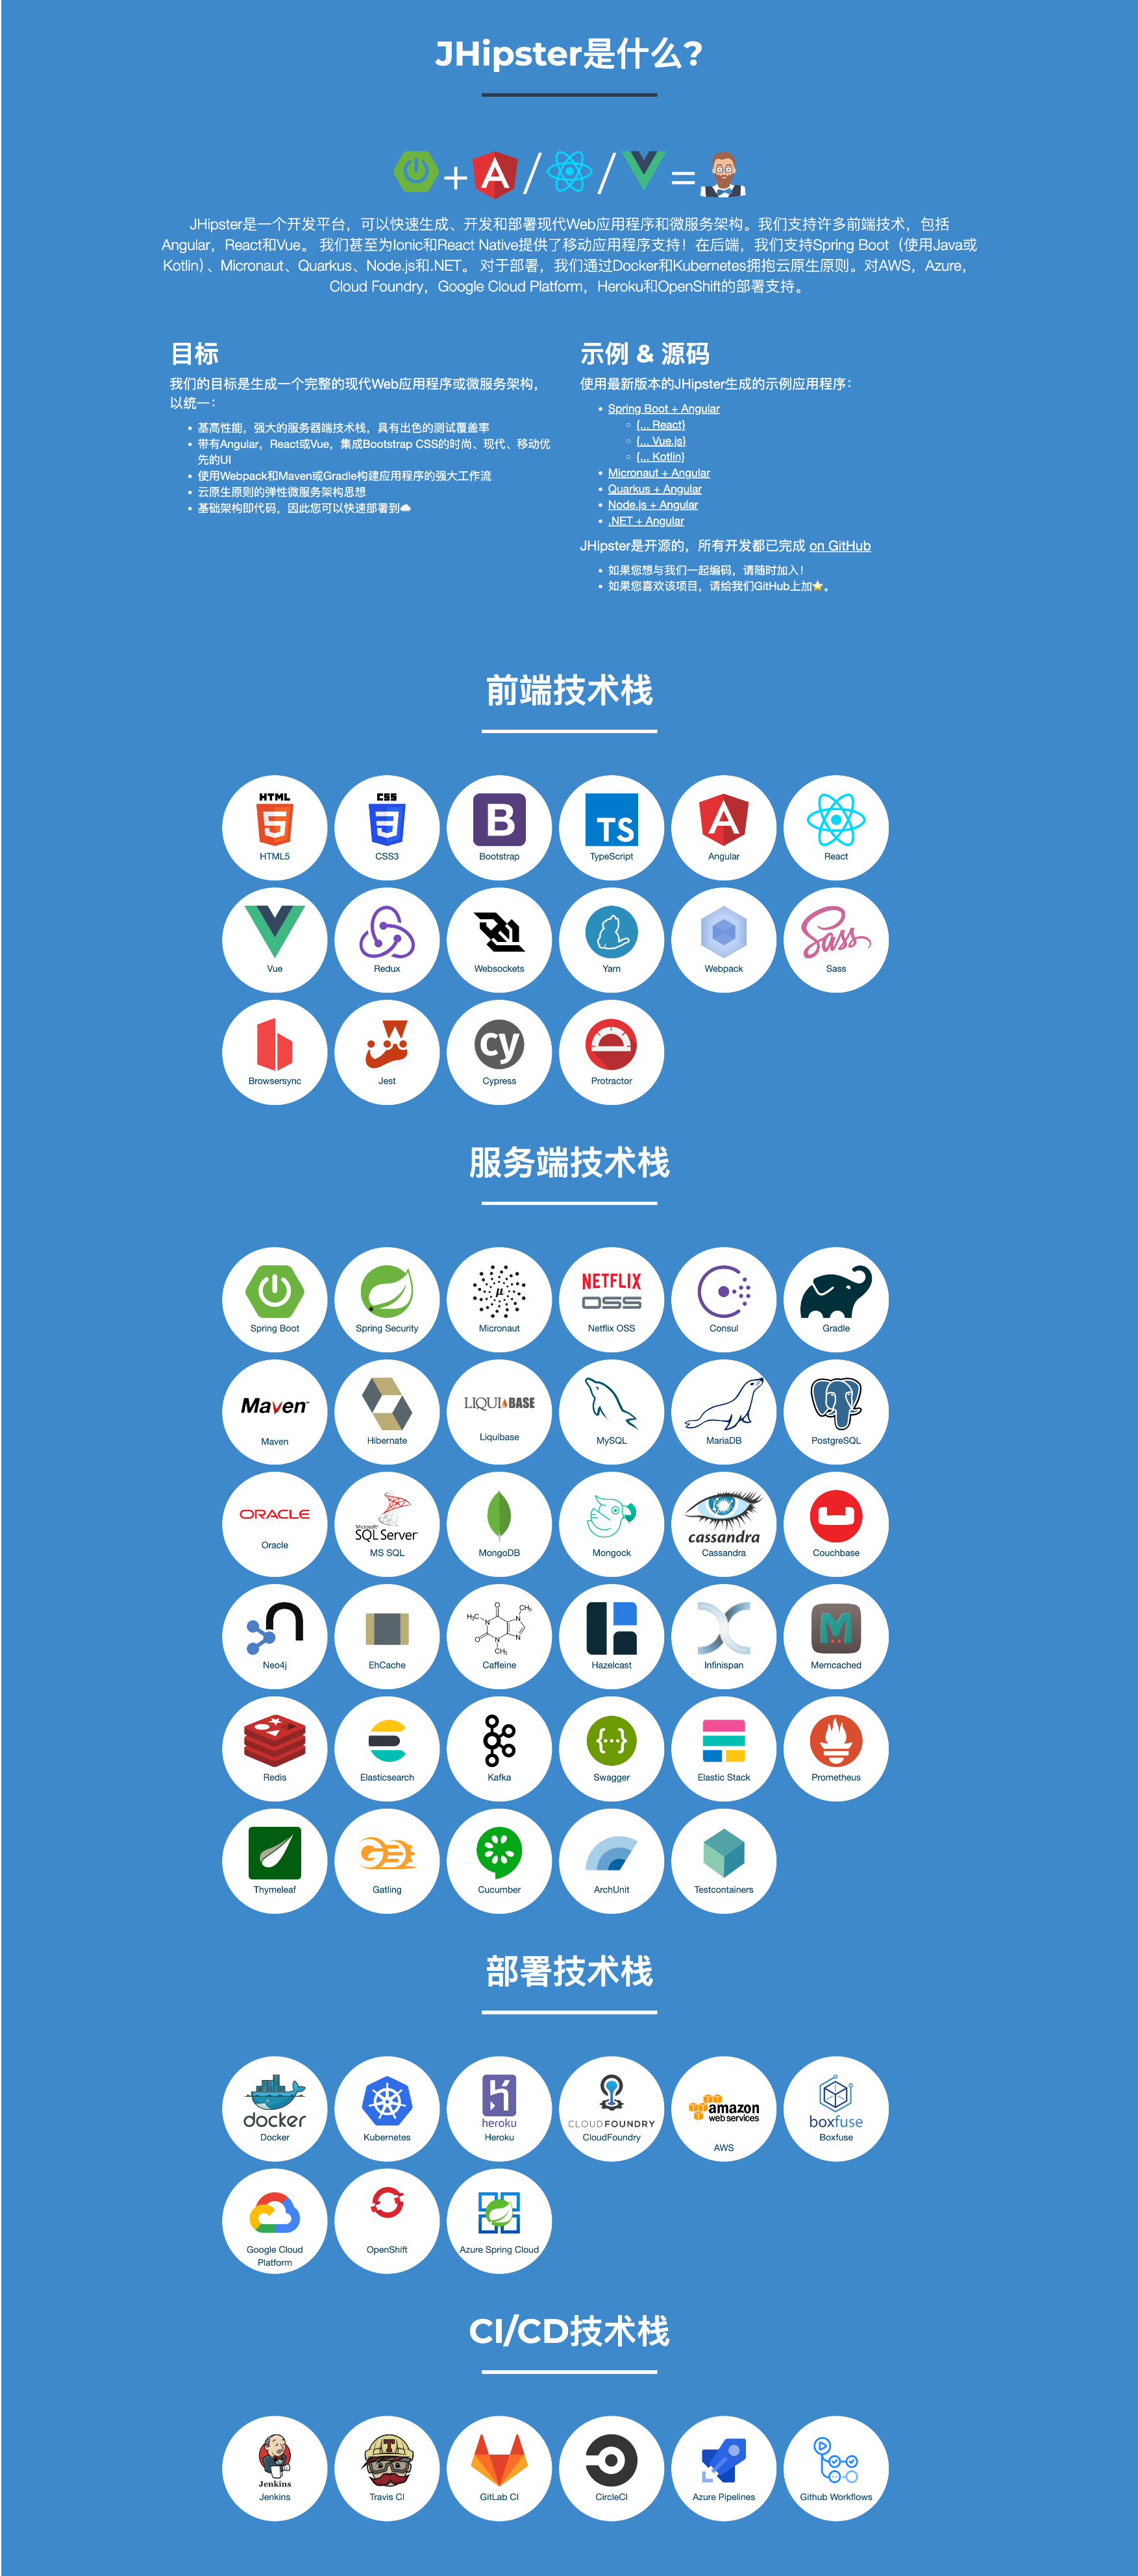 JHipster是什么?
+ / / =
JHipster是一个开发平台，可以快速生成、开发和部署现代Web应用程序和微服务架构。我们支持许多前端技术，包括
Angular，React和Vue。 我们甚至为Ionic和React Native提供了移动应用程序支持！在后端，我们支持Spring Boot（使用Java或
Kotlin）、Micronaut、Quarkus、Node.js和.NET。 对于部署，我们通过Docker和Kubernetes拥抱云原生原则。对AWS，Azure，
Cloud Foundry，Google Cloud Platform，Heroku和OpenShift的部署支持。
目标
我们的目标是生成一个完整的现代Web应用程序或微服务架构，
以统一：
基高性能，强大的服务器端技术栈，具有出色的测试覆盖率
带有Angular，React或Vue，集成Bootstrap CSS的时尚、现代、移动优
先的UI
使用Webpack和Maven或Gradle构建应用程序的强大工作流
云原生原则的弹性微服务架构思想
基础架构即代码，因此您可以快速部署到☁️
示例 & 源码
使用最新版本的JHipster生成的示例应用程序：
Spring Boot + Angular
{... React}
{... Vue.js}
{... Kotlin}
Micronaut + Angular
Quarkus + Angular
Node.js + Angular
.NET + Angular
JHipster是开源的，所有开发都已完成 on GitHub
如果您想与我们一起编码，请随时加入！
如果您喜欢该项目，请给我们GitHub上加⭐。
前端技术栈
HTML CSS B TS A
HTML5 CSS3 Bootstrap TypeScript Angular React
Sass
Vue Redux Websockets Yarn Webpack Sass
cy
Browsersync Jest Cypress Protractor
服务端技术栈
µ NETFLIX OSS
Spring Boot Spring Security Micronaut Netflix OSS Consul Gradle
Maven™ LIQUIBASE
Maven Hibernate Liquibase MySQL MariaDB PostgreSQL
ORACLE Microsoft SQL Server cassandra
Oracle MS SQL MongoDB Mongock Cassandra Couchbase
H₃C O N CH₃ N O N N CH₃ M
Neo4j EhCache Caffeine Hazelcast Infinispan Memcached
{···}
Redis Elasticsearch Kafka Swagger Elastic Stack Prometheus
Thymeleaf Gatling Cucumber ArchUnit Testcontainers
部署技术栈
docker heroku CLOUDFOUNDRY amazon web services boxfuse
Docker Kubernetes Heroku CloudFoundry AWS Boxfuse
Google Cloud Platform OpenShift Azure Spring Cloud
CI/CD技术栈
Jenkins T
Jenkins Travis CI GitLab CI CircleCI Azure Pipelines Github Workflows